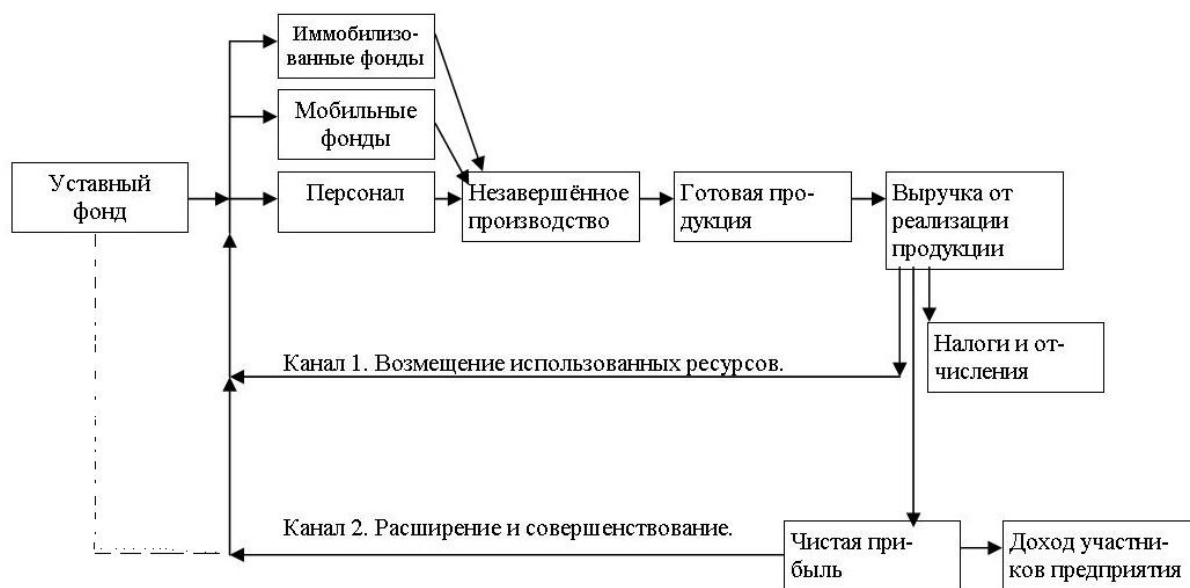 Иммобилизо-
ванные фонды
Мобильные
фонды
Уставный
фонд
Персонал
Незавершённое
производство
Готовая про-
дукция
Выручка от
реализации
продукции
Налоги и от-
числения
Канал 1. Возмещение использованных ресурсов.
Канал 2. Расширение и совершенствование.
Чистая при-
быль
Доход участни-
ков предприятия